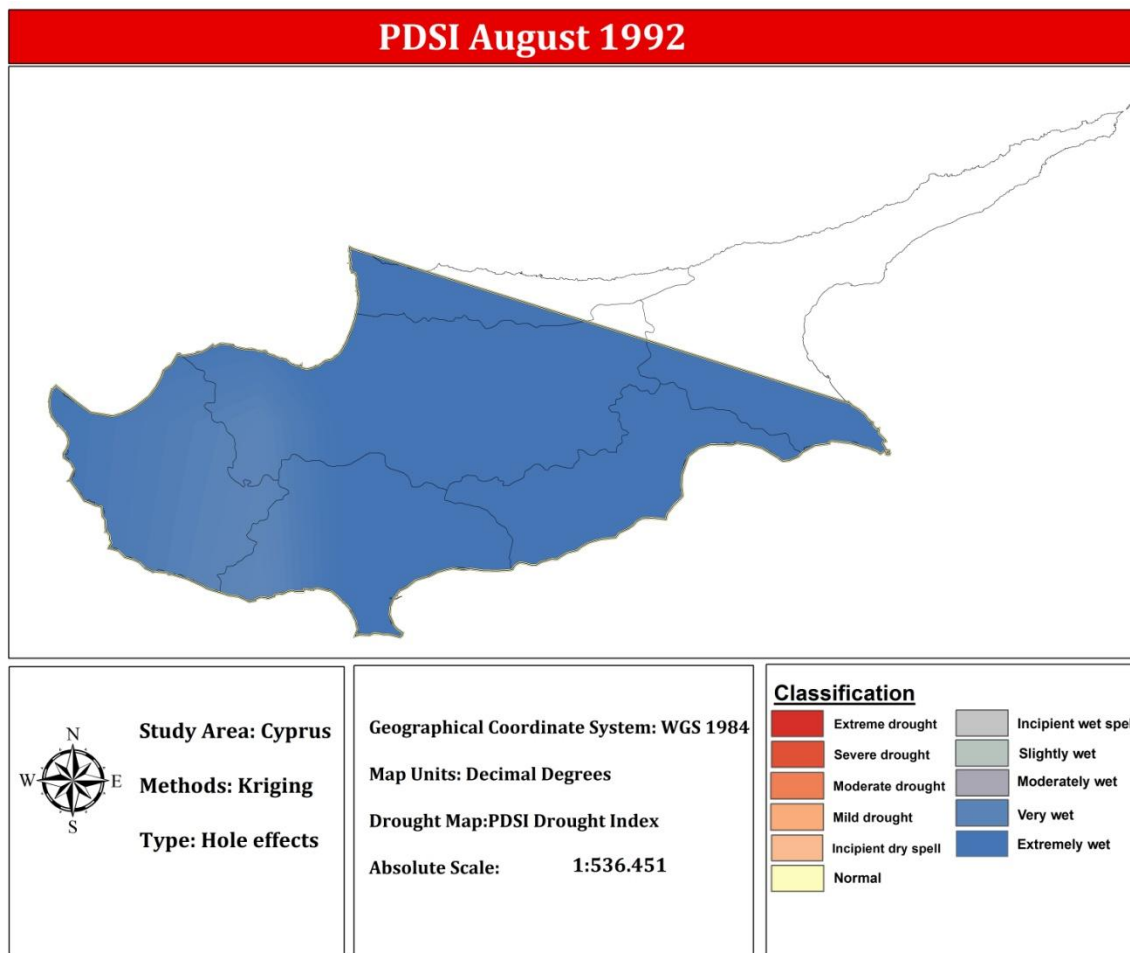 PDSI August 1992
N
W
E
S
Study Area: Cyprus
Methods: Kriging
Type: Hole effects
Geographical Coordinate System: WGS 1984
Map Units: Decimal Degrees
Drought Map:PDSI Drought Index
Absolute Scale: 1:536.451
Classification
Extreme drought
Severe drought
Moderate drought
Mild drought
Incipient dry spell
Normal
Incipient wet spel
Slightly wet
Moderately wet
Very wet
Extremely wet